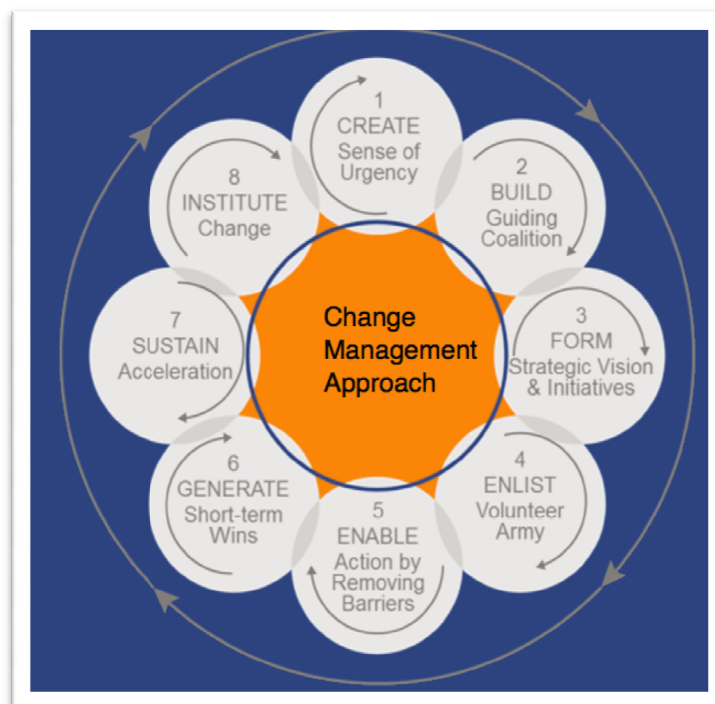 1
CREATE
Sense of
Urgency
2
BUILD
Guiding
Coalition
3
FORM
Strategic Vision
& Initiatives
4
ENLIST
Volunteer
Army
5
ENABLE
Action by
Removing
Barriers
6
GENERATE
Short-term
Wins
7
SUSTAIN
Acceleration
8
INSTITUTE
Change
Change
Management
Approach